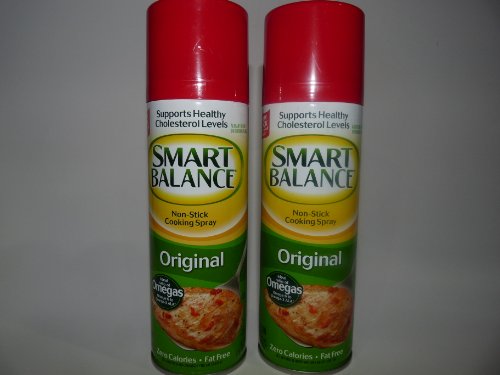 Supports Healthy
Cholesterol Levels
SMART
BALANCE
Non-Stick
Cooking Spray
Original
Omegas
Zero Calories • Fat Free
Supports Healthy
Cholesterol Levels
SMART
BALANCE
Non-Stick
Cooking Spray
Original
Omegas
Zero Calories • Fat Free